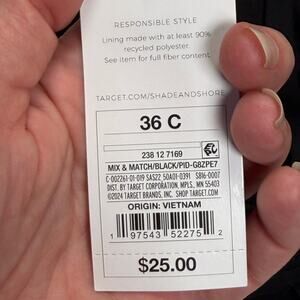 RESPONSIBLE STYLE
Lining made with at least 90%
recycled polyester.
See item for full fiber content.
TARGET.COM/SHADEANDSHORE
36 C
238 12 7169
MIX & MATCH/BLACK/PID-G8ZPE7
C-002261-01-019 SAS22_50A01-0391 SB16-0007
DIST. BY TARGET CORPORATION, MPLS., MN 55403
©2024 TARGET BRANDS, INC. SHOP TARGET.COM
ORIGIN: VIETNAM
1 97543 52275 2
$25.00